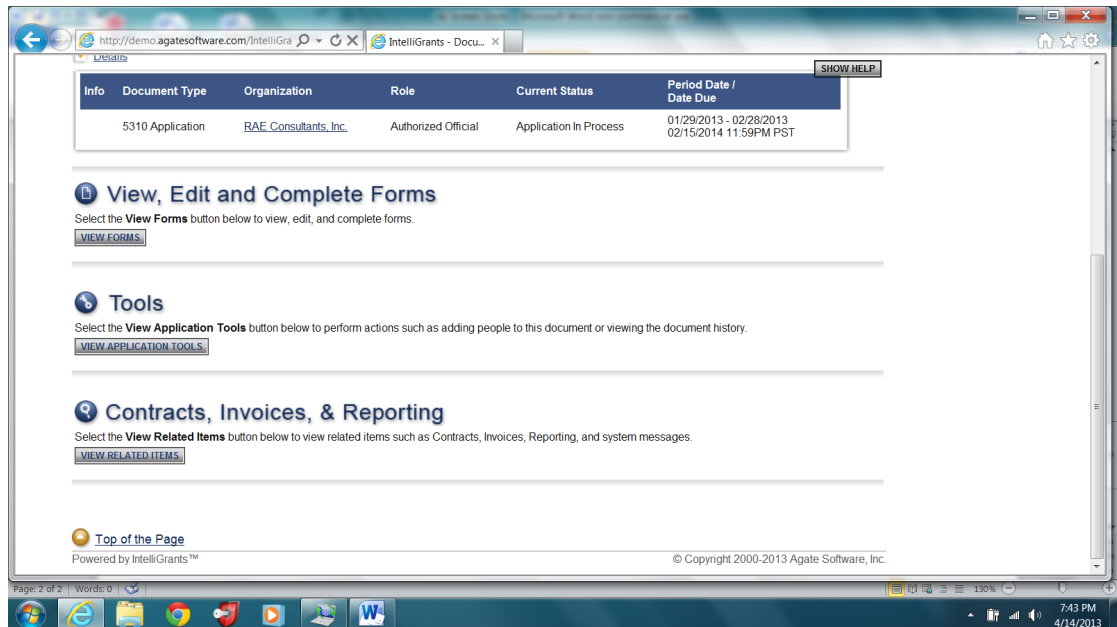 http://demo.agatesoftware.com/IntelliGra
IntelliGrants - Docu...
Details
SHOW HELP
Info Document Type Organization Role Current Status Period Date / Date Due
5310 Application RAE Consultants, Inc. Authorized Official Application In Process 01/29/2013 - 02/28/2013
02/15/2014 11:59PM PST
View, Edit and Complete Forms
Select the View Forms button below to view, edit, and complete forms.
VIEW FORMS
Tools
Select the View Application Tools button below to perform actions such as adding people to this document or viewing the document history.
VIEW APPLICATION TOOLS
Contracts, Invoices, & Reporting
Select the View Related Items button below to view related items such as Contracts, Invoices, Reporting, and system messages.
VIEW RELATED ITEMS
Top of the Page
Powered by IntelliGrants™ © Copyright 2000-2013 Agate Software, Inc.
Page: 2 of 2 Words: 0 130%
7:43 PM
4/14/2013